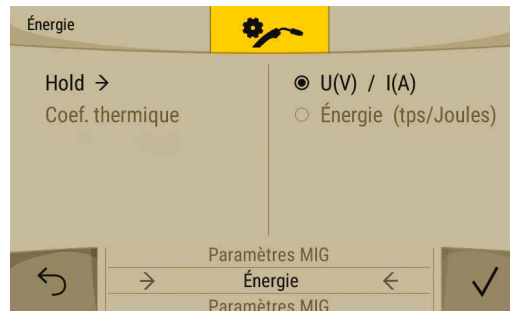 Énergie
Hold →
Coef. thermique
U(V) / I(A)
Énergie (tps/Joules)
Paramètres MIG
→ Énergie ←
Paramètres MIG